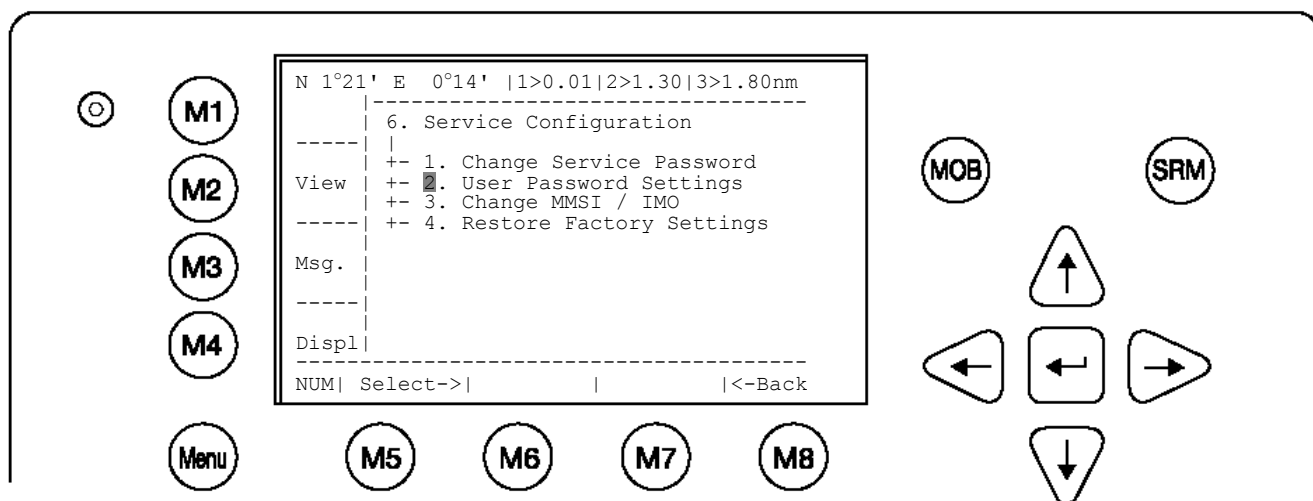 N 1°21' E 0°14' |1>0.01|2>1.30|3>1.80nm
6. Service Configuration
+- 1. Change Service Password
View | +- 2. User Password Settings
+- 3. Change MMSI / IMO
+- 4. Restore Factory Settings
Msg.
Displ|
NUM| Select->| | |<-Back
M1
M2
M3
M4
Menu
M5
M6
M7
M8
MOB
SRM